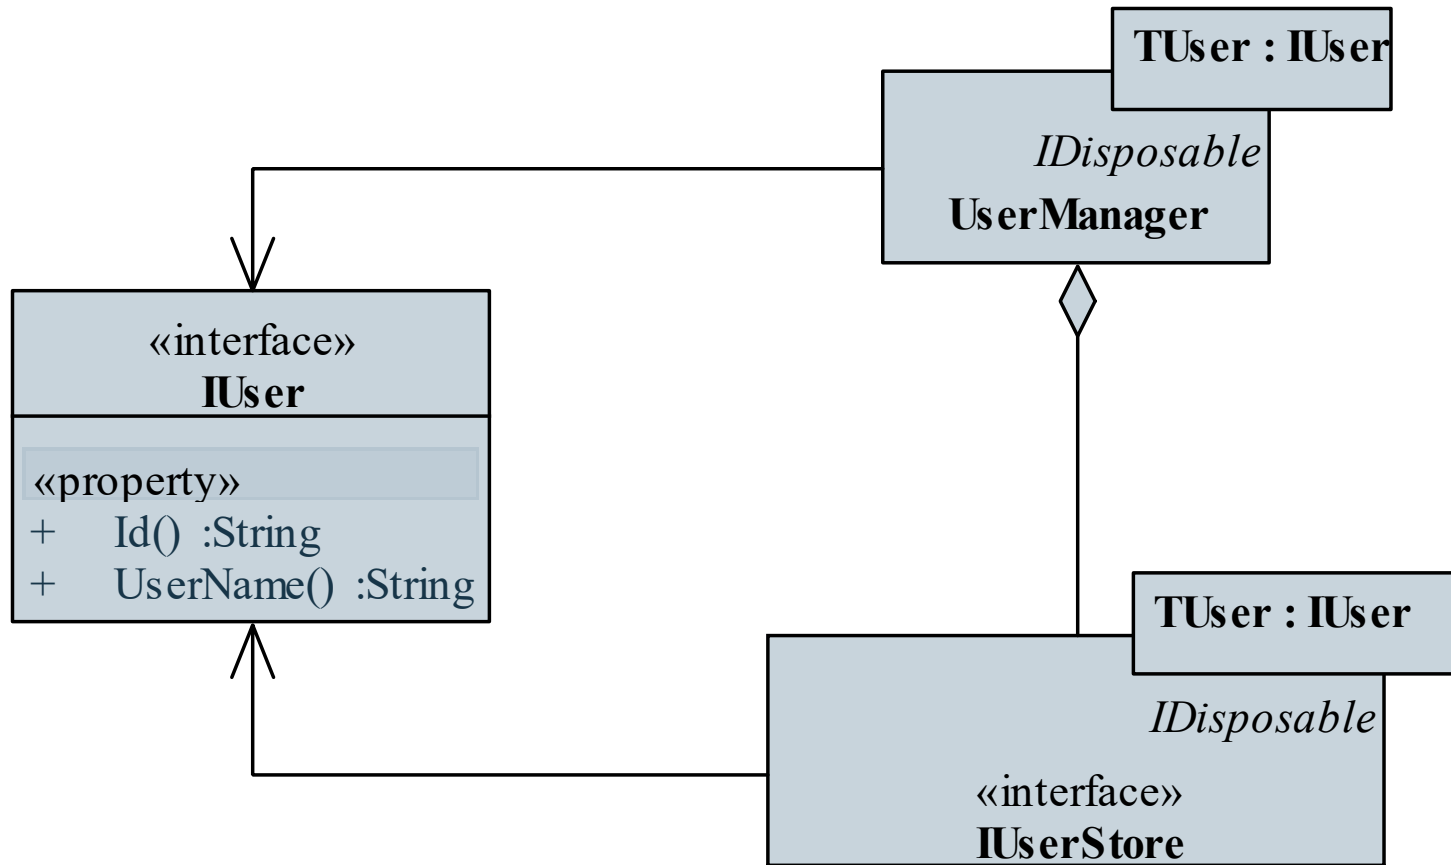 TUser : IUser
IDisposable
UserManager
«interface»
IUser
«property»
+ Id() :String
+ UserName() :String
TUser : IUser
IDisposable
«interface»
IUserStore